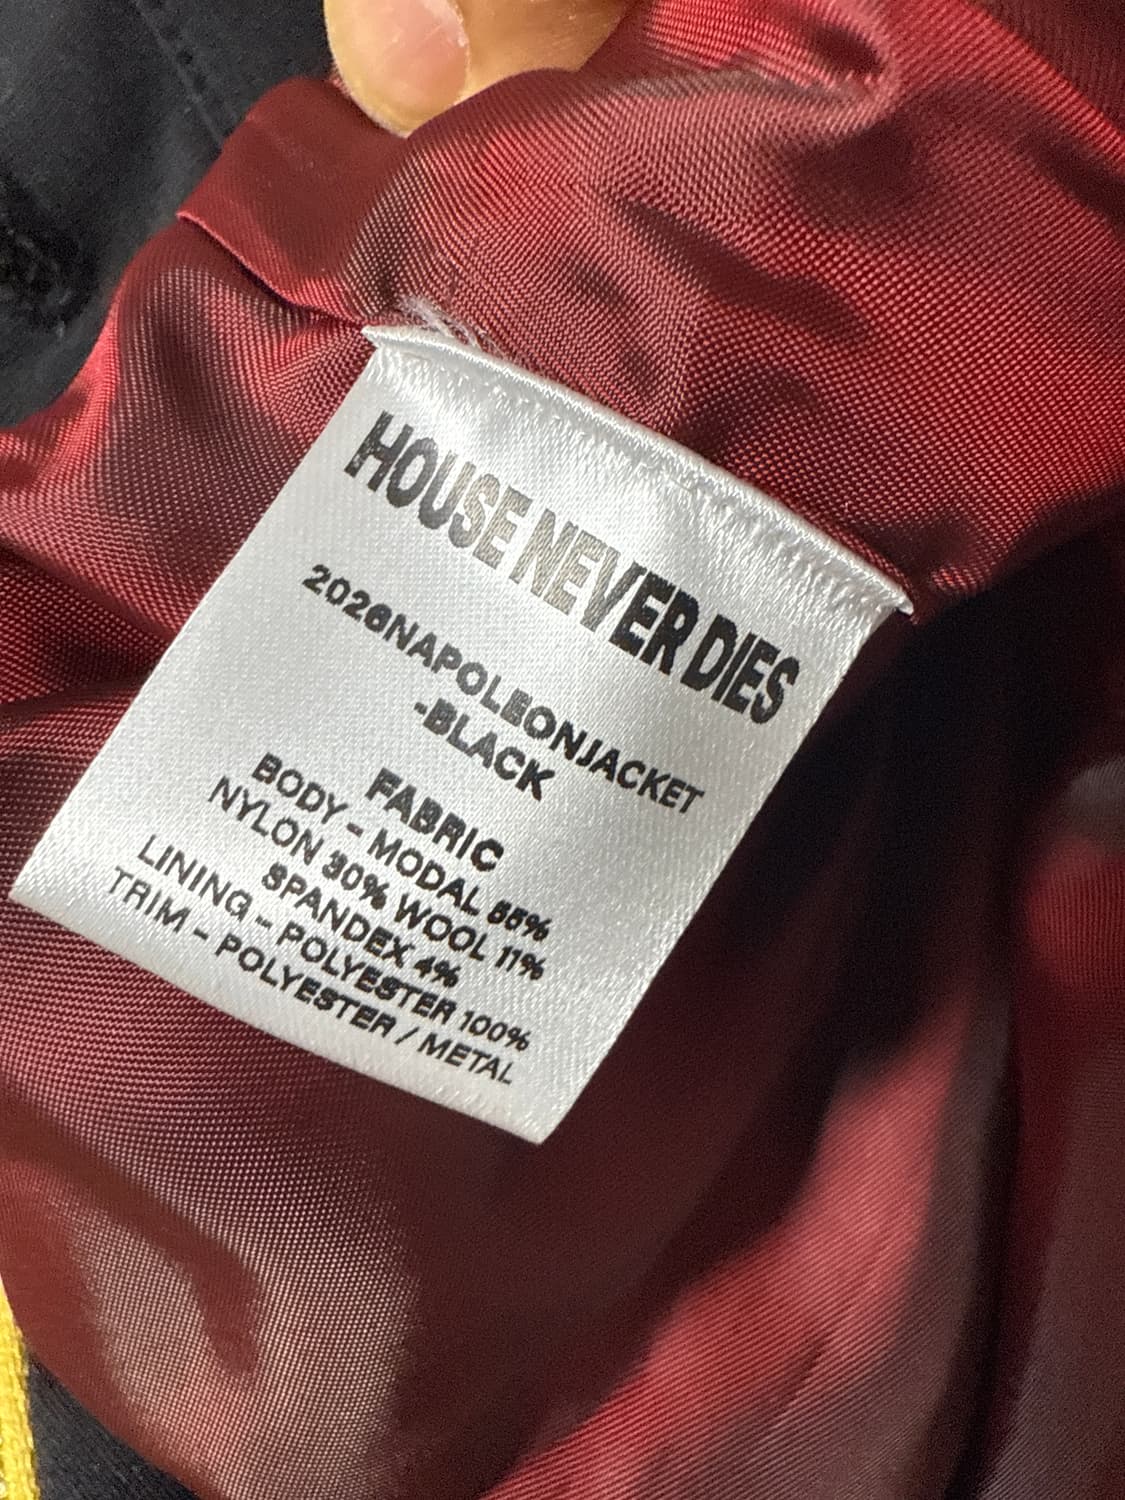 HOUSE NEVER DIES
2026NAPOLEONJACKET
-BLACK
FABRIC
BODY - MODAL 55%
NYLON 30% WOOL 11%
SPANDEX 4%
LINING - POLYESTER 100%
TRIM - POLYESTER / METAL